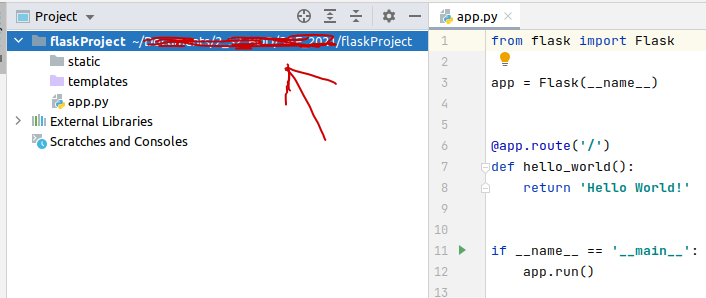 Project
flaskProject ~/Documents/ /flaskProject
static
templates
app.py
External Libraries
Scratches and Consoles
app.py
1 from flask import Flask
2
3 app = Flask(__name__)
4
5
6 @app.route('/')
7 def hello_world():
8 return 'Hello World!'
9
10
11 if __name__ == '__main__':
12 app.run()
13